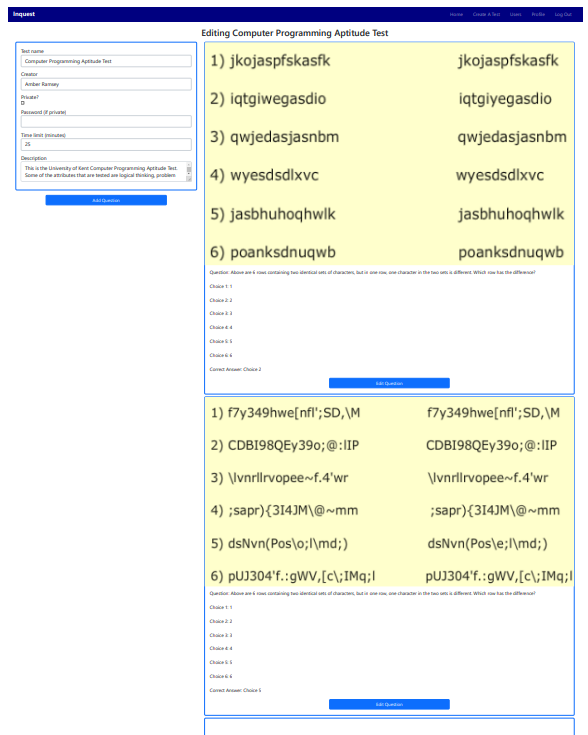 Inquest Home Create A Test Users Profile Log Out
Editing Computer Programming Aptitude Test
Test name
Computer Programming Aptitude Test
Creator
Amber Ramsey
Private?
Password (if private)
Time limit (minutes)
25
Description
This is the University of Kent Computer Programming Aptitude Test.
Some of the attributes that are tested are logical thinking, problem
Add Question
1) jkojaspfskasfk jkojaspfskasfk
2) iqtgiwegasdio iqtgiyegasdio
3) qwjedasjasnbm qwjedasjasnbm
4) wyesdsdlxvc wyesdsdlxvc
5) jasbhuhoqhwlk jasbhuhoqhwlk
6) poanksdnuqwb poanksdnuqwb
Question: Above are 6 rows containing two identical sets of characters, but in one row, one character in the two sets is different. Which row has the difference?
Choice 1: 1
Choice 2: 2
Choice 3: 3
Choice 4: 4
Choice 5: 5
Choice 6: 6
Correct Answer: Choice 2
Edit Question
1) f7y349hwe[nfl';SD,\M f7y349hwe[nfl';SD,\M
2) CDBI98QEy39o;@:lIP CDBI98QEy39o;@:lIP
3) \lvnrllrvopee~f.4'wr \lvnrllrvopee~f.4'wr
4) ;sapr){3I4JM\@~mm ;sapr){3I4JM\@~mm
5) dsNvn(Pos\o;l\md;) dsNvn(Pos\e;l\md;)
6) pUJ304'f.:gWV,[c\;IMq;l pUJ304'f.:gWV,[c\;IMq;l
Question: Above are 6 rows containing two identical sets of characters, but in one row, one character in the two sets is different. Which row has the difference?
Choice 1: 1
Choice 2: 2
Choice 3: 3
Choice 4: 4
Choice 5: 5
Choice 6: 6
Correct Answer: Choice 5
Edit Question